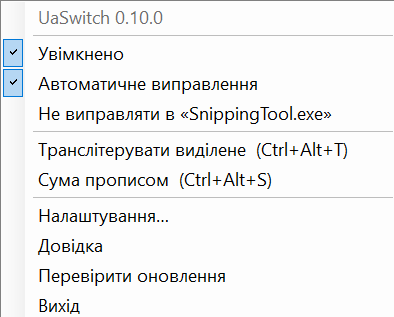 UaSwitch 0.10.0
Увімкнено
Автоматичне виправлення
Не виправляти в «SnippingTool.exe»
Транслітерувати виділене (Ctrl+Alt+T)
Сума прописом (Ctrl+Alt+S)
Налаштування...
Довідка
Перевірити оновлення
Вихід